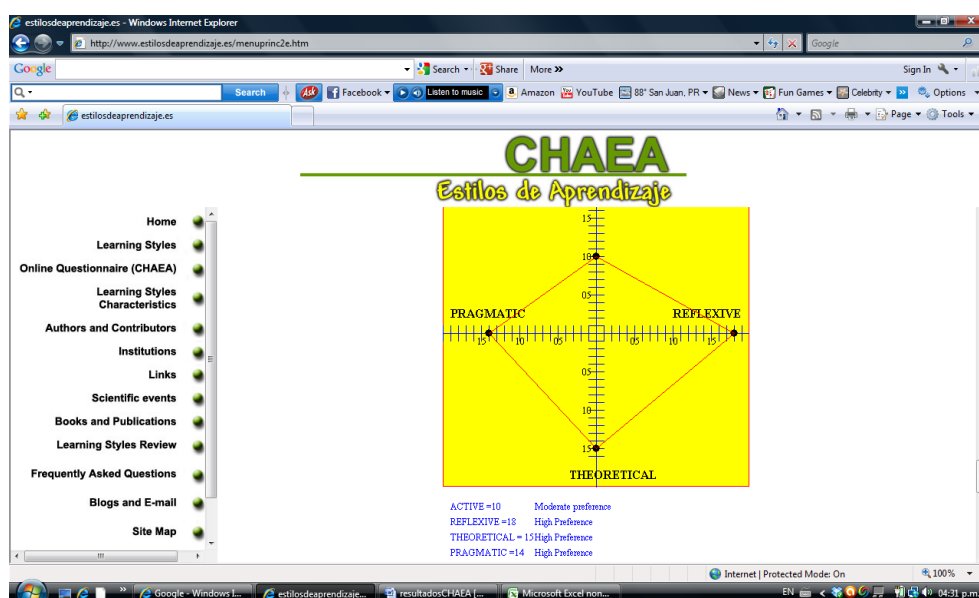 estilosdeaprendizaje.es - Windows Internet Explorer
http://www.estilosdeaprendizaje.es/menuprinc2e.htm
Google
Google
Search
Share
More »
Sign In
Search
Ask
Facebook
Listen to music
Amazon
YouTube
88° San Juan, PR
News
Fun Games
Celebrity
Options
estilosdeaprendizaje.es
Page
Tools
CHAEA
Estilos de Aprendizaje
Home
Learning Styles
Online Questionnaire (CHAEA)
Learning Styles
Characteristics
Authors and Contributors
Institutions
Links
Scientific events
Books and Publications
Learning Styles Review
Frequently Asked Questions
Blogs and E-mail
Site Map
15
10
05
PRAGMATIC
REFLEXIVE
15 10 05 05 10 15
05
10
15
THEORETICAL
ACTIVE =10 Moderate preference
REFLEXIVE =18 High Preference
THEORETICAL = 15 High Preference
PRAGMATIC =14 High Preference
Internet | Protected Mode: On
100%
Google - Windows I...
estilosdeaprendizaje...
resultadosCHAEA [...
Microsoft Excel non...
EN
04:31 p.m.